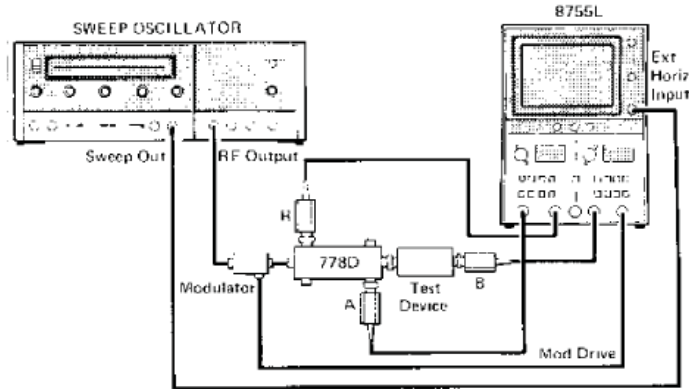 8755L
SWEEP OSCILLATOR
Ext
Horiz
Input
Sweep Out
RF Output
R
778D
Modulator
Test
Device
B
A
Mod Drive